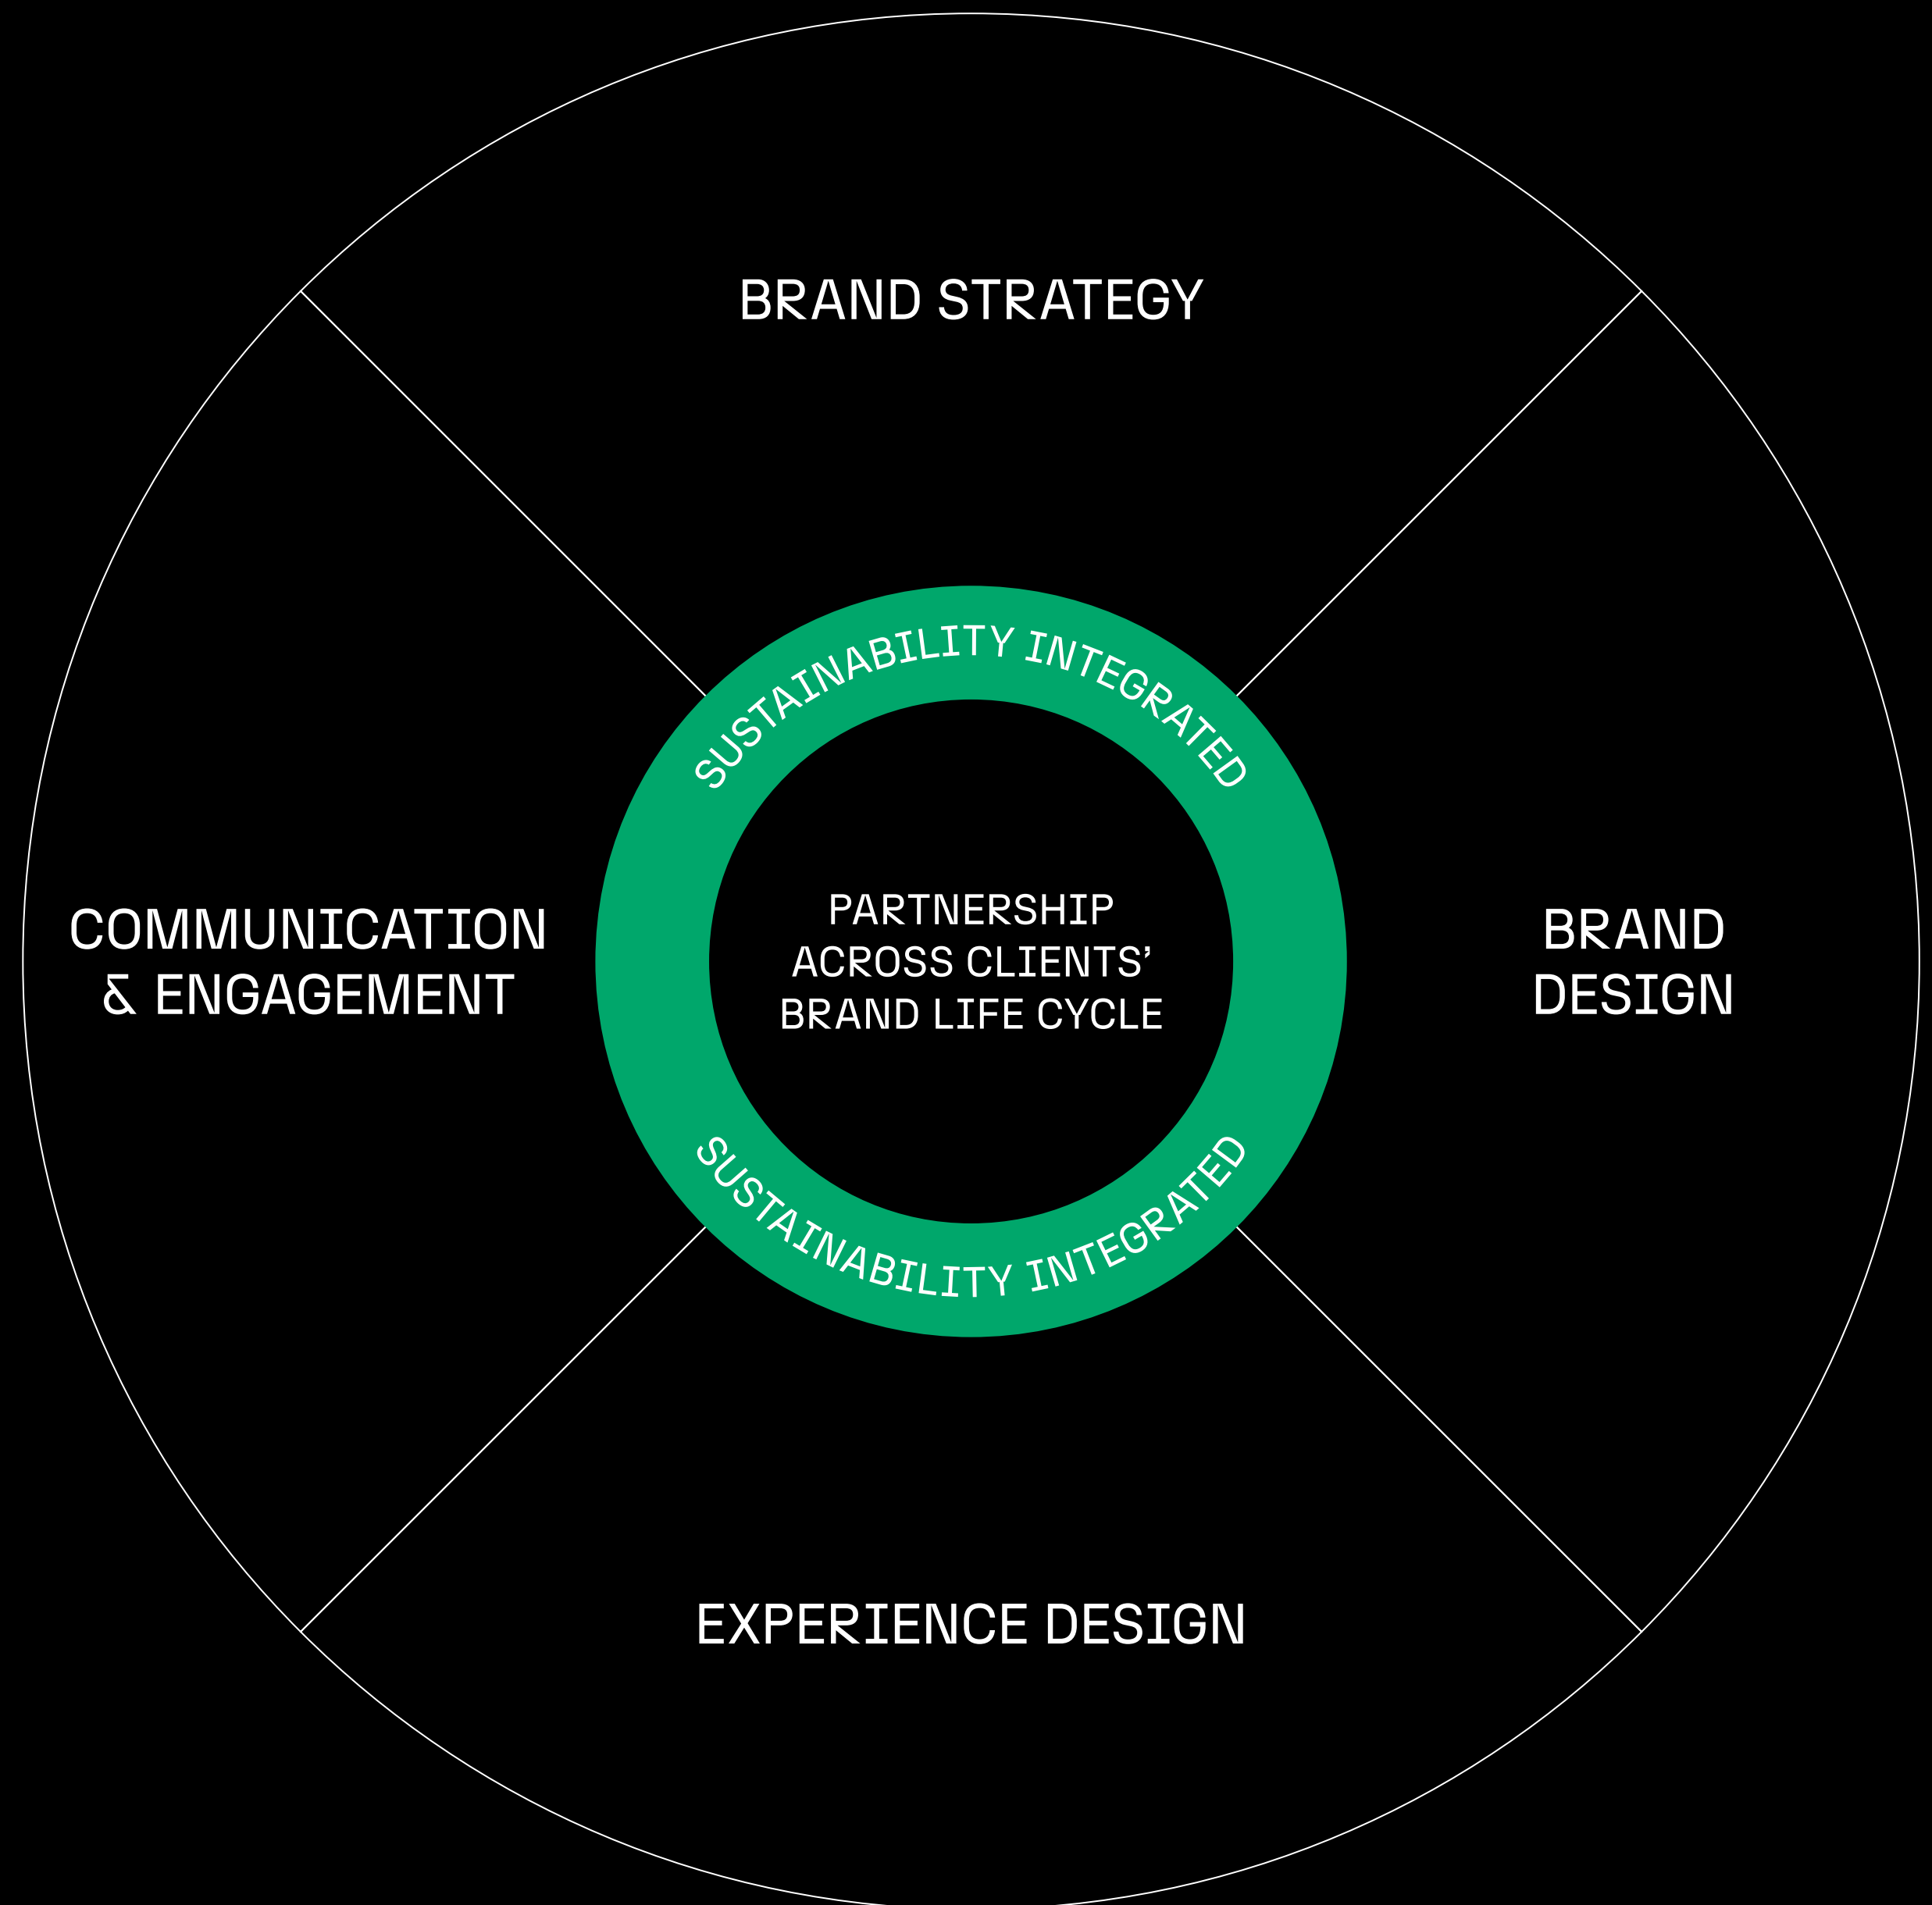 BRAND STRATEGY
SUSTAINABILITY INTEGRATED
COMMUNICATION
& ENGAGEMENT
PARTNERSHIP
ACROSS CLIENTS'
BRAND LIFE CYCLE
BRAND
DESIGN
SUSTAINABILITY INTEGRATED
EXPERIENCE DESIGN